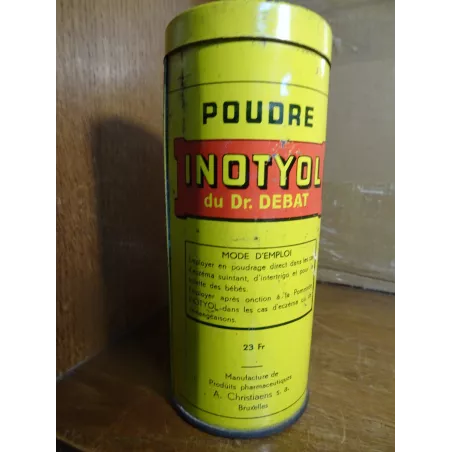 POUDRE
INOTYOL
du Dr. DEBAT
MODE D'EMPLOI
Employer en poudrage direct dans les cas
d'eczéma suintant, d'intertrigo et pour la
toilette des bébés.
Employer après onction à la Pommade
INOTYOL dans les cas d'eczéma
démangeaisons.
23 Fr
Manufacture de
Produits pharmaceutiques
A. Christiaens s. a.
Bruxelles